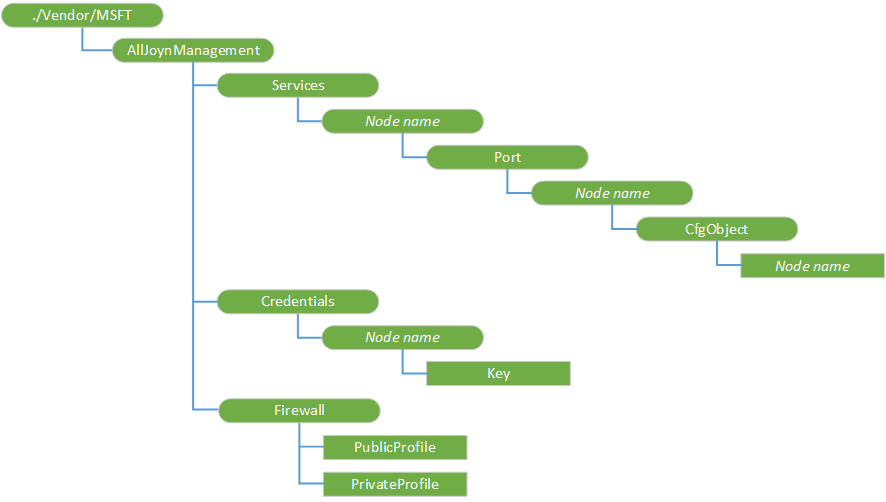 ./Vendor/MSFT
AllJoynManagement
Services
Node name
Port
Node name
CfgObject
Node name
Credentials
Node name
Key
Firewall
PublicProfile
PrivateProfile